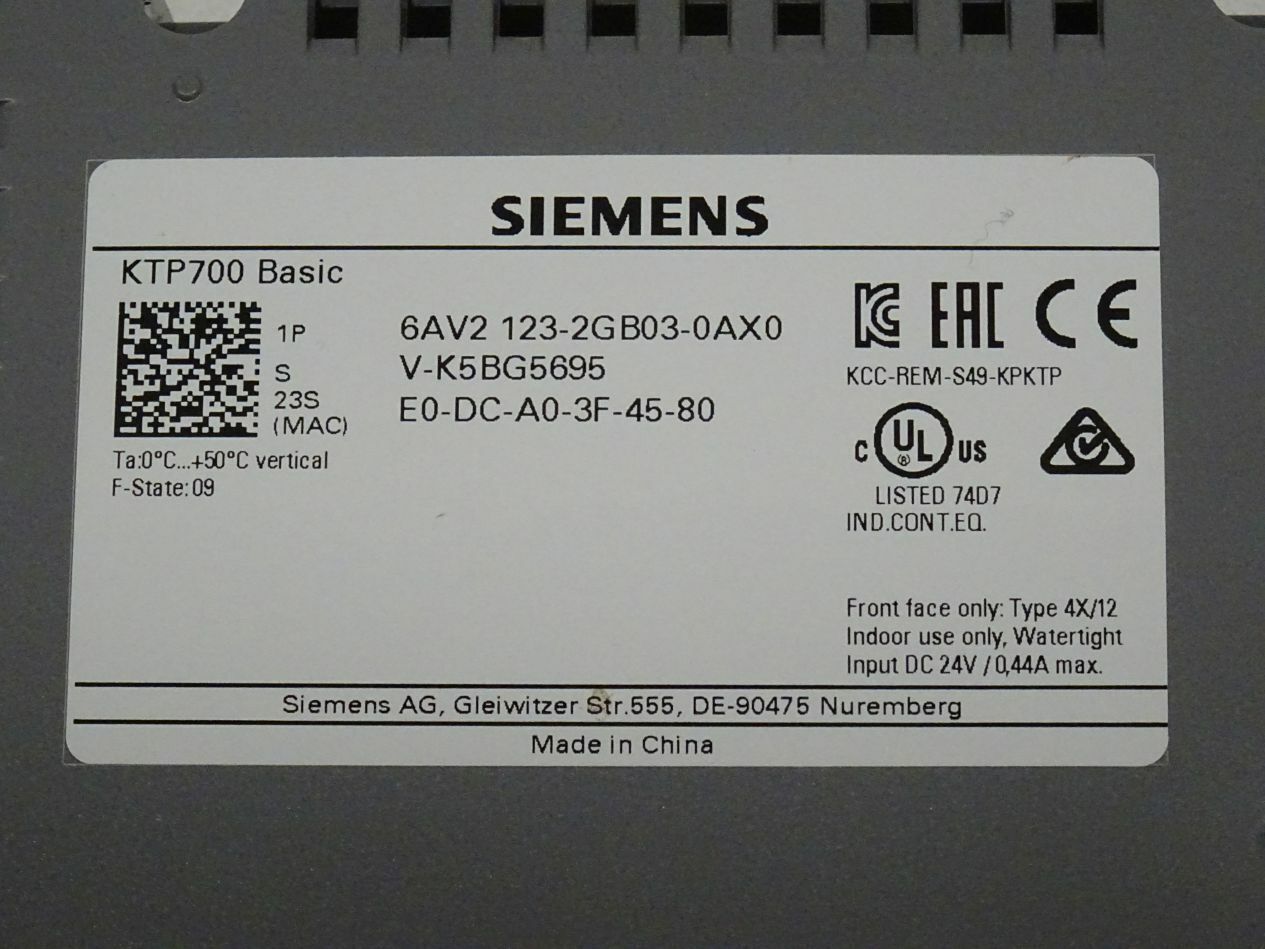 SIEMENS
KTP700 Basic
1P 6AV2 123-2GB03-0AX0
S V-K5BG5695
23S
(MAC) E0-DC-A0-3F-45-80
Ta:0°C...+50°C vertical
F-State:09
EAC CE
KCC-REM-S49-KPKTP
C UL ® US
LISTED 74D7
IND.CONT.EQ.
Front face only: Type 4X/12
Indoor use only, Watertight
Input DC 24V / 0,44A max.
Siemens AG, Gleiwitzer Str.555, DE-90475 Nuremberg
Made in China